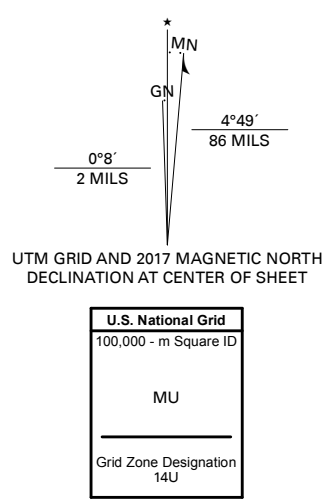 ★
MN
GN
4°49´
86 MILS
0°8´
2 MILS
UTM GRID AND 2017 MAGNETIC NORTH
DECLINATION AT CENTER OF SHEET
U.S. National Grid
100,000 - m Square ID
MU
Grid Zone Designation
14U